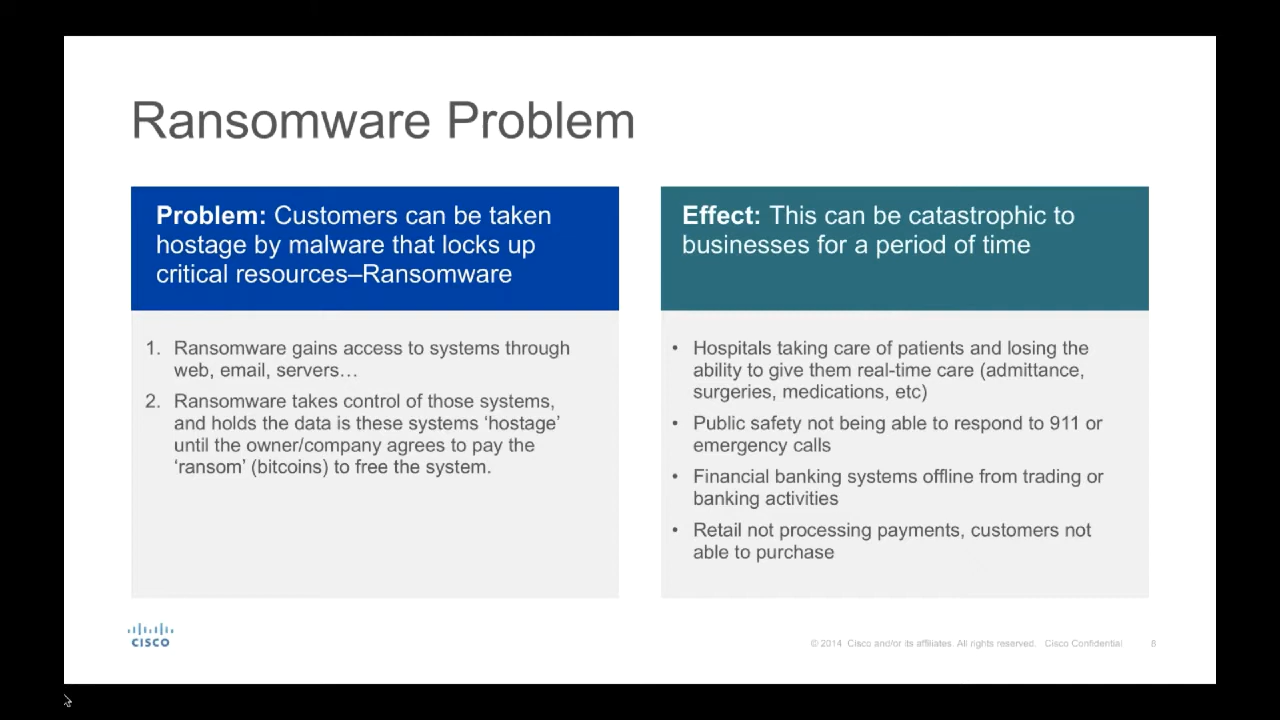 Ransomware Problem
Problem: Customers can be taken
hostage by malware that locks up
critical resources–Ransomware
1. Ransomware gains access to systems through
web, email, servers…
2. Ransomware takes control of those systems,
and holds the data is these systems ‘hostage’
until the owner/company agrees to pay the
‘ransom’ (bitcoins) to free the system.
Effect: This can be catastrophic to
businesses for a period of time
• Hospitals taking care of patients and losing the
ability to give them real-time care (admittance,
surgeries, medications, etc)
• Public safety not being able to respond to 911 or
emergency calls
• Financial banking systems offline from trading or
banking activities
• Retail not processing payments, customers not
able to purchase
CISCO
© 2014 Cisco and/or its affiliates. All rights reserved. Cisco Confidential 8